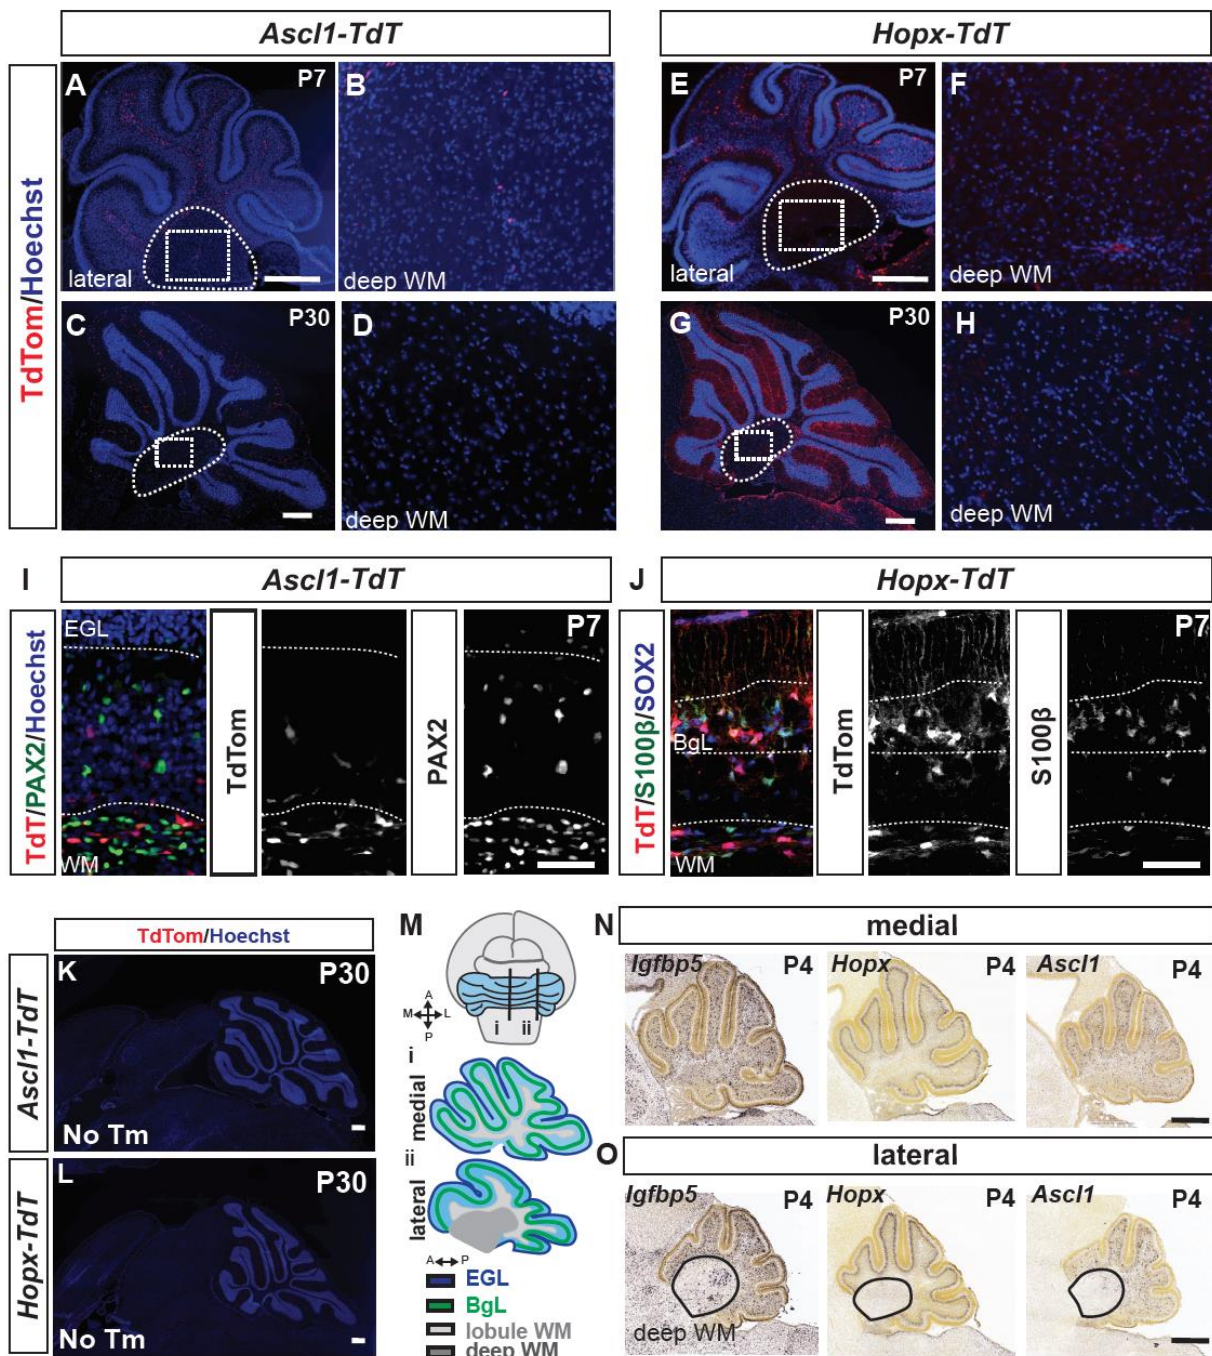 Ascl1-TdT
Hopx-TdT
TdTom/Hoechst
A
P7
lateral
B
deep WM
E
P7
lateral
F
deep WM
C
P30
D
deep WM
G
P30
H
deep WM
I
Ascl1-TdT
J
Hopx-TdT
TdT/PAX2/Hoechst
EGL
WM
TdTom
PAX2
P7
TdT/S100β/SOX2
BgL
WM
TdTom
S100β
P7
TdTom/Hoechst
Ascl1-TdT
K
P30
No Tm
Hopx-TdT
L
P30
No Tm
M
A
M
L
P
i
ii
i
medial
ii
lateral
A
P
EGL
BgL
lobule WM
deep WM
N
medial
Igfbp5
P4
Hopx
P4
Ascl1
P4
O
lateral
Igfbp5
P4
deep WM
Hopx
P4
Ascl1
P4